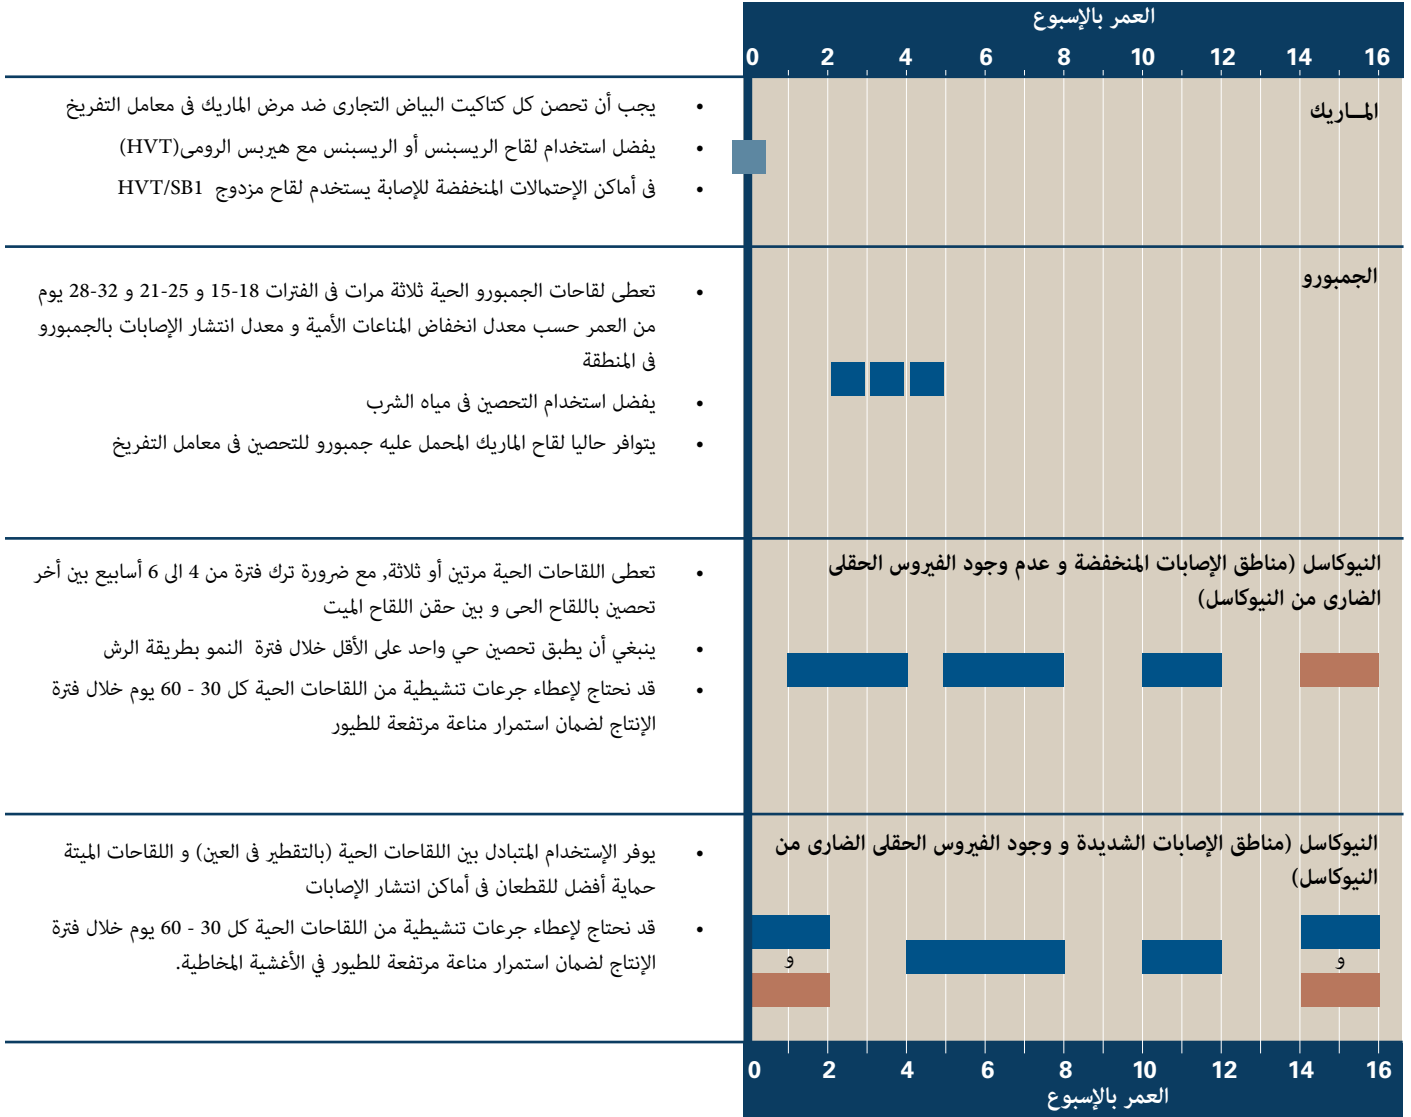 العمر بالإسبوع
0 2 4 6 8 10 12 14 16
المـاريك
• يجب أن تحصن كل كتاكيت البياض التجارى ضد مرض الماريك فى معامل التفريخ
• يفضل استخدام لقاح الريسبنس أو الريسبنس مع هيربس الرومى(HVT)
• فى أماكن الإحتمالات المنخفضة للإصابة يستخدم لقاح مزدوج HVT/SB1
الجمبورو
• تعطى لقاحات الجمبورو الحية ثلاثة مرات فى الفترات 18-15 و 25-21 و 32-28 يوم
من العمر حسب معدل انخفاض المناعات الأمية و معدل انتشار الإصابات بالجمبورو
فى المنطقة
• يفضل استخدام التحصين فى مياه الشرب
• يتوافر حاليا لقاح الماريك المحمل عليه جمبورو للتحصين فى معامل التفريخ
النيوكاسل (مناطق الإصابات المنخفضة و عدم وجود الفيروس الحقلى
الضارى من النيوكاسل)
• تعطى اللقاحات الحية مرتين أو ثلاثة, مع ضرورة ترك فترة من 4 الى 6 أسابيع بين أخر
تحصين باللقاح الحى و بين حقن اللقاح الميت
• ينبغي أن يطبق تحصين حي واحد على الأقل خلال فترة النمو بطريقة الرش
• قد نحتاج لإعطاء جرعات تنشيطية من اللقاحات الحية كل 30 - 60 يوم خلال فترة
الإنتاج لضمان استمرار مناعة مرتفعة للطيور
النيوكاسل (مناطق الإصابات الشديدة و وجود الفيروس الحقلى الضارى من
النيوكاسل)
و
و
• يوفر الإستخدام المتبادل بين اللقاحات الحية (بالتقطير فى العين) و اللقاحات الميتة
حماية أفضل للقطعان فى أماكن انتشار الإصابات
• قد نحتاج لإعطاء جرعات تنشيطية من اللقاحات الحية كل 30 - 60 يوم خلال فترة
الإنتاج لضمان استمرار مناعة مرتفعة للطيور في الأغشية المخاطية.
0 2 4 6 8 10 12 14 16
العمر بالإسبوع